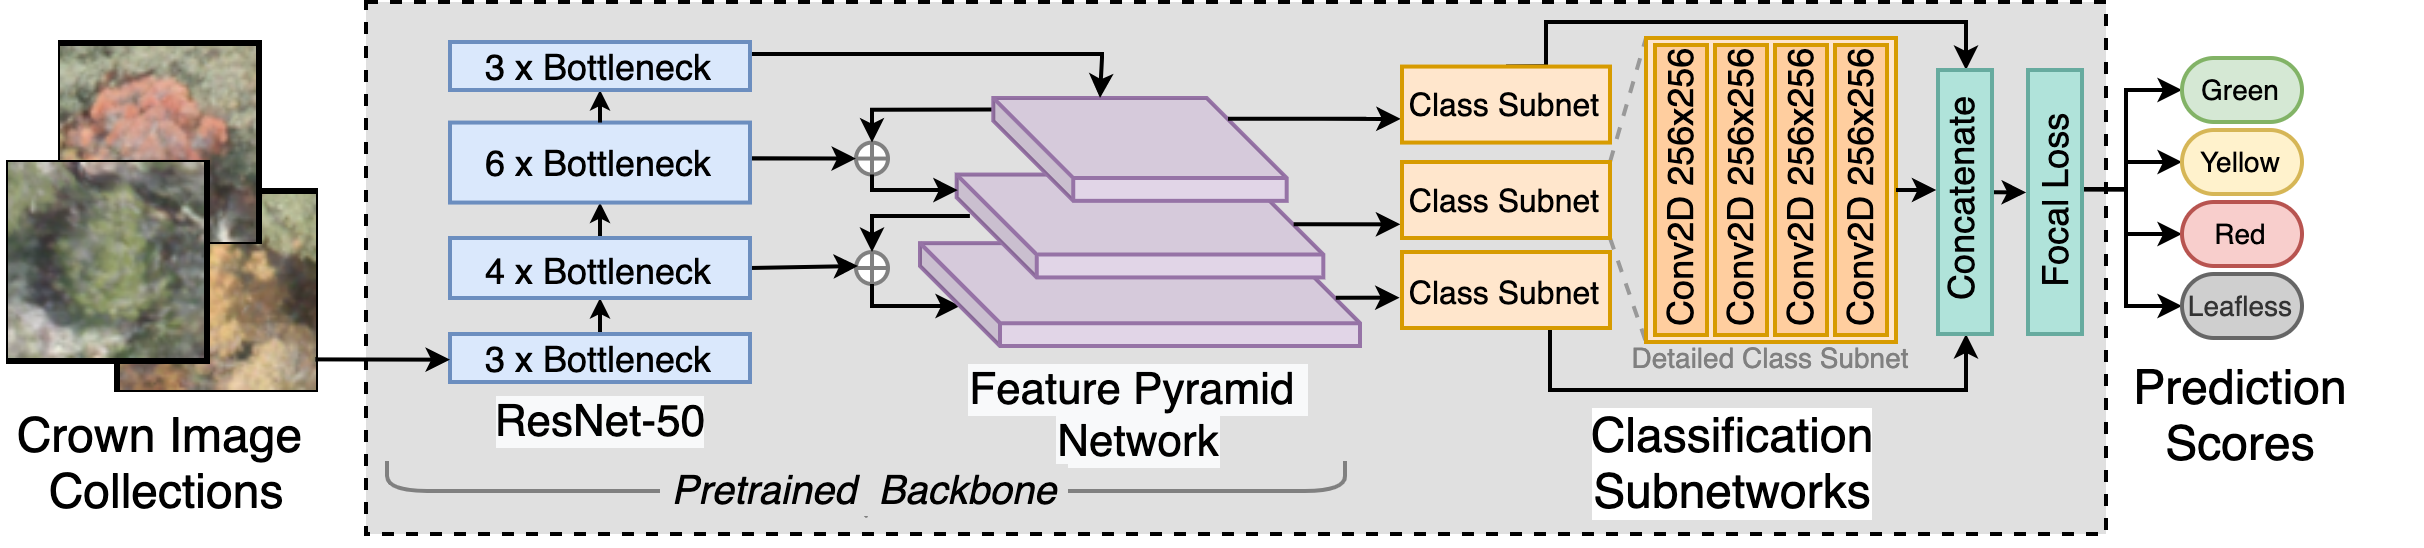 Crown Image
Collections
3 x Bottleneck
6 x Bottleneck
4 x Bottleneck
3 x Bottleneck
ResNet-50
Feature Pyramid
Network
Pretrained Backbone
Class Subnet
Class Subnet
Class Subnet
Conv2D 256x256
Conv2D 256x256
Conv2D 256x256
Conv2D 256x256
Detailed Class Subnet
Classification
Subnetworks
Concatenate
Focal Loss
Green
Yellow
Red
Leafless
Prediction
Scores